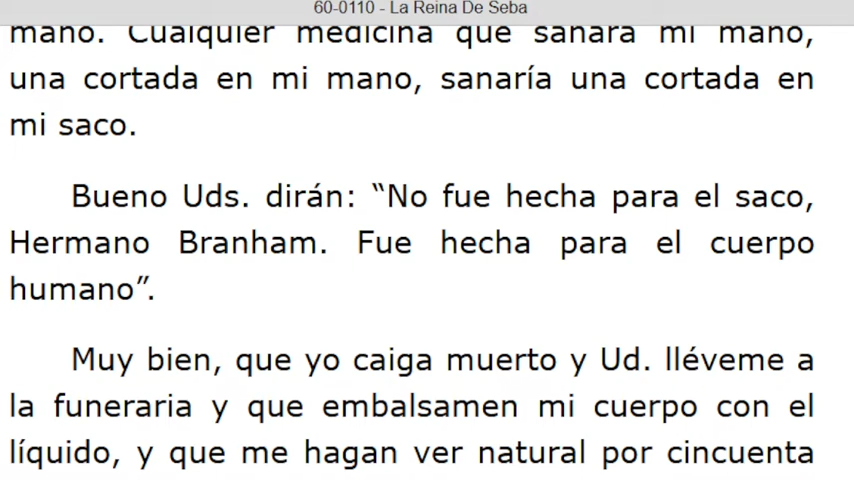 60-0110 - La Reina De Seba
mano. Cualquier medicina que sanara mi mano,
una cortada en mi mano, sanaría una cortada en
mi saco.
Bueno Uds. dirán: “No fue hecha para el saco,
Hermano Branham. Fue hecha para el cuerpo
humano”.
Muy bien, que yo caiga muerto y Ud. lléveme a
la funeraria y que embalsamen mi cuerpo con el
líquido, y que me hagan ver natural por cincuenta